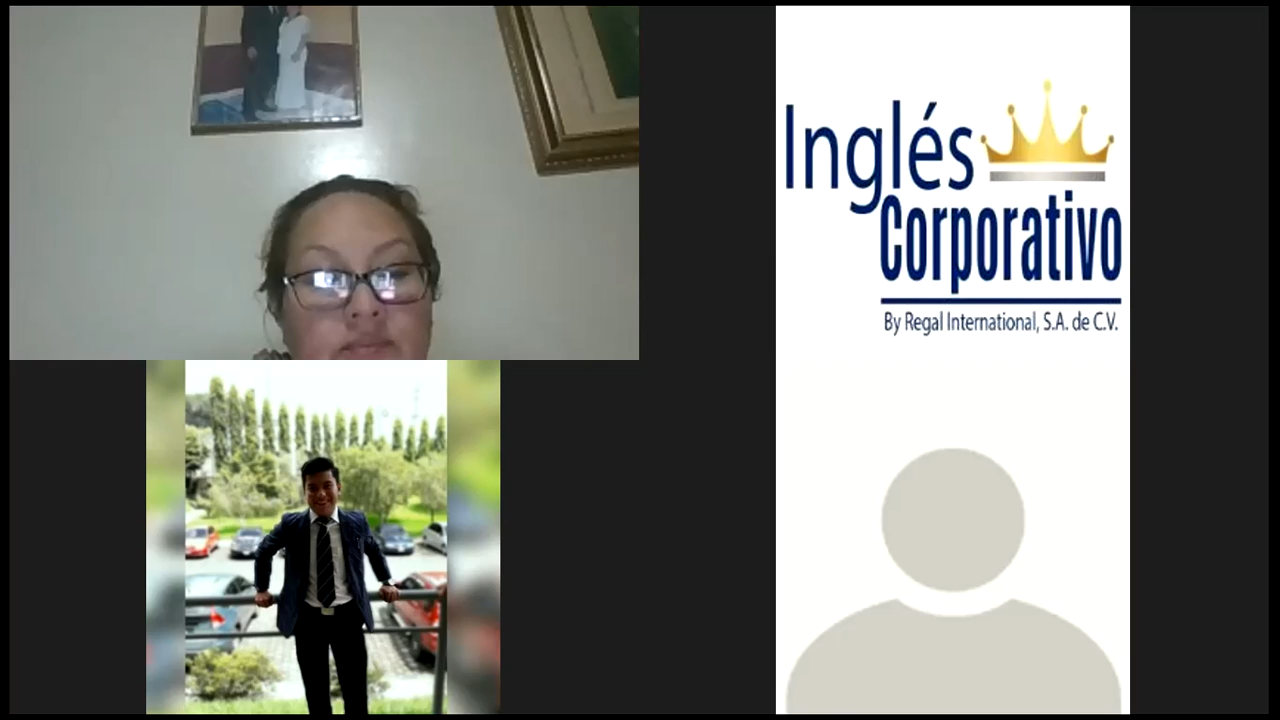 Inglés
Corporativo
By Regal International, S.A. de C.V.